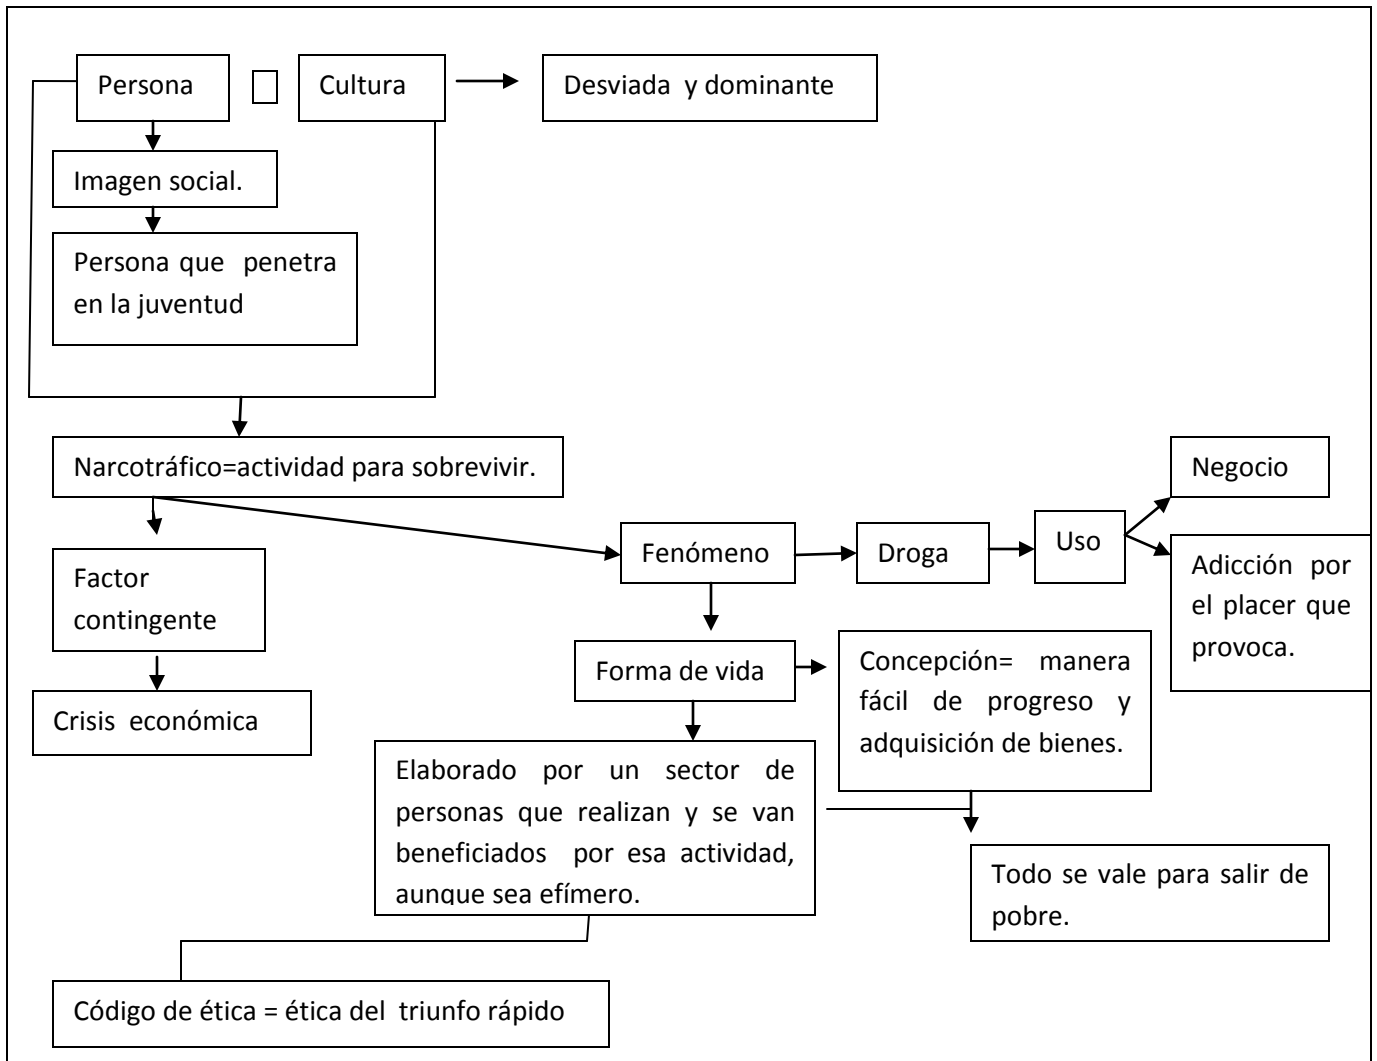 Persona
Cultura
Desviada y dominante
Imagen social.
Persona que penetra
en la juventud
Narcotráfico=actividad para sobrevivir.
Negocio
Fenómeno
Droga
Uso
Adicción por
el placer que
provoca.
Factor
contingente
Forma de vida
Concepción= manera
fácil de progreso y
adquisición de bienes.
Crisis económica
Elaborado por un sector de
personas que realizan y se van
beneficiados por esa actividad,
aunque sea efímero.
Todo se vale para salir de
pobre.
Código de ética = ética del triunfo rápido